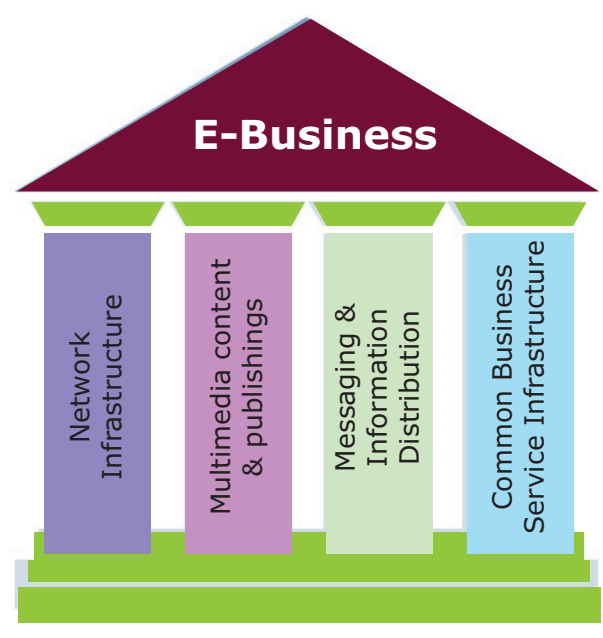 E-Business
Network
Infrastructure
Multimedia content
& publishings
Messaging &
Information
Distribution
Common Business
Service Infrastructure